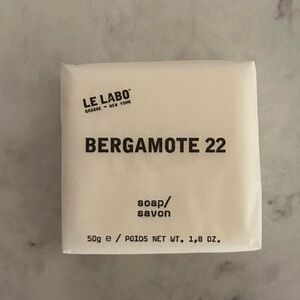 LE LABO
GRASSE — NEW YORK
BERGAMOTE 22
soap/
savon
50g e / POIDS NET WT. 1,8 OZ.